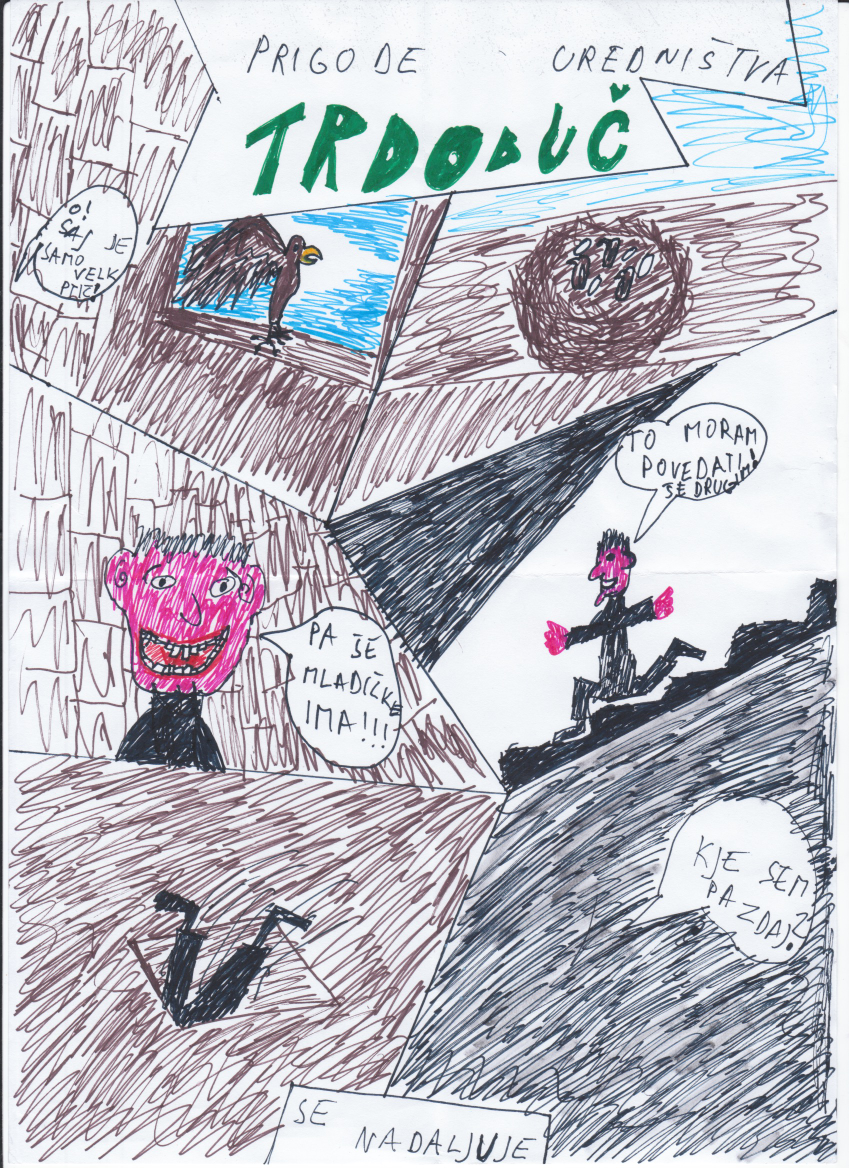 PRIGODE UREDNIŠTVA
TRDOBUČ
O!
SAJ JE
SAMO
VELK
PTIČ!
PA ŠE
MLADIČKE
IMA!!!
TO MORAM
POVEDATI
ŠE DRUGIM!
KJE SEM
PA ZDAJ?
SE
NADALJUJE